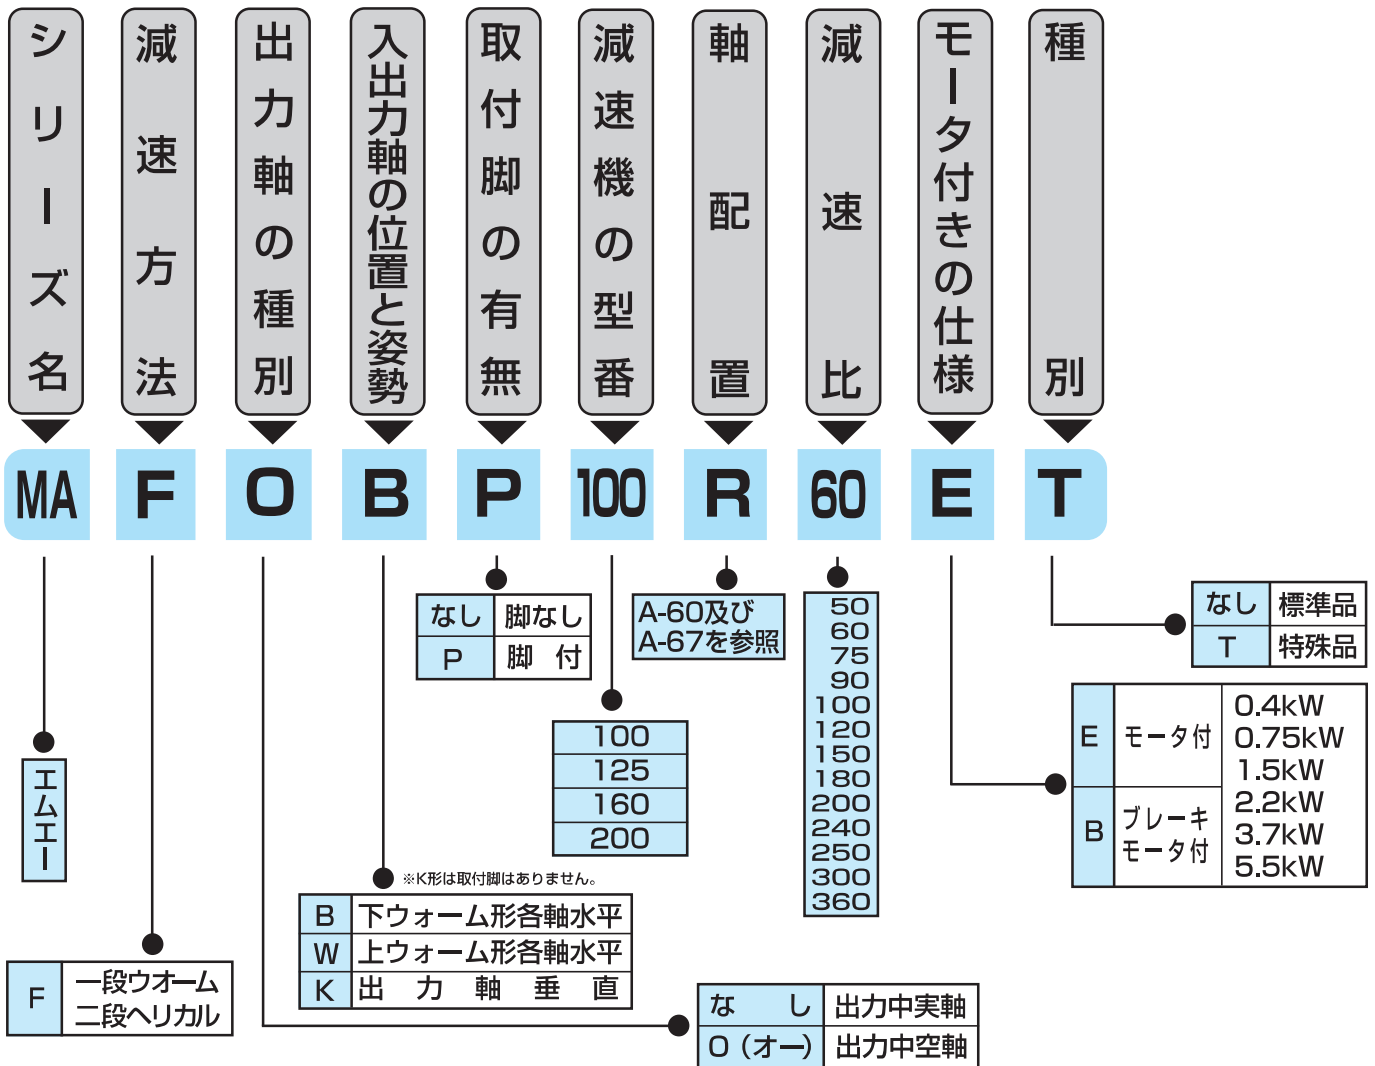 シリーズ名
減速方法
出力軸の種別
入出力軸の位置と姿勢
取付脚の有無
減速機の型番
軸配置
減速比
モータ付きの仕様
種別
MA F O B P 100 R 60 E T
エムエー
F 一段ウオーム
二段ヘリカル
なし 出力中実軸
O(オー) 出力中空軸
※K形は取付脚はありません。
B 下ウォーム形各軸水平
W 上ウォーム形各軸水平
K 出力軸垂直
なし 脚なし
P 脚付
100
125
160
200
A-60及び
A-67を参照
50
60
75
90
100
120
150
180
200
240
250
300
360
E モータ付
B ブレーキ
モータ付
0.4kW
0.75kW
1.5kW
2.2kW
3.7kW
5.5kW
なし 標準品
T 特殊品